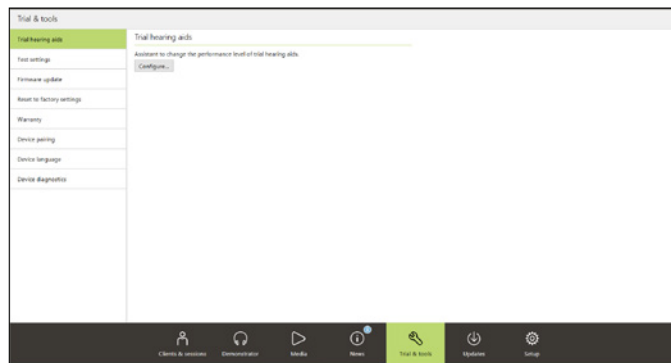 Trial & tools
Trial hearing aids
Test settings
Firmware update
Reset to factory settings
Warranty
Device pairing
Device language
Device diagnostics
Trial hearing aids
Assistant to change the performance level of trial hearing aids.
Configure...
Clients & sessions
Demonstrator
Media
News
Trial & tools
Updates
Setup